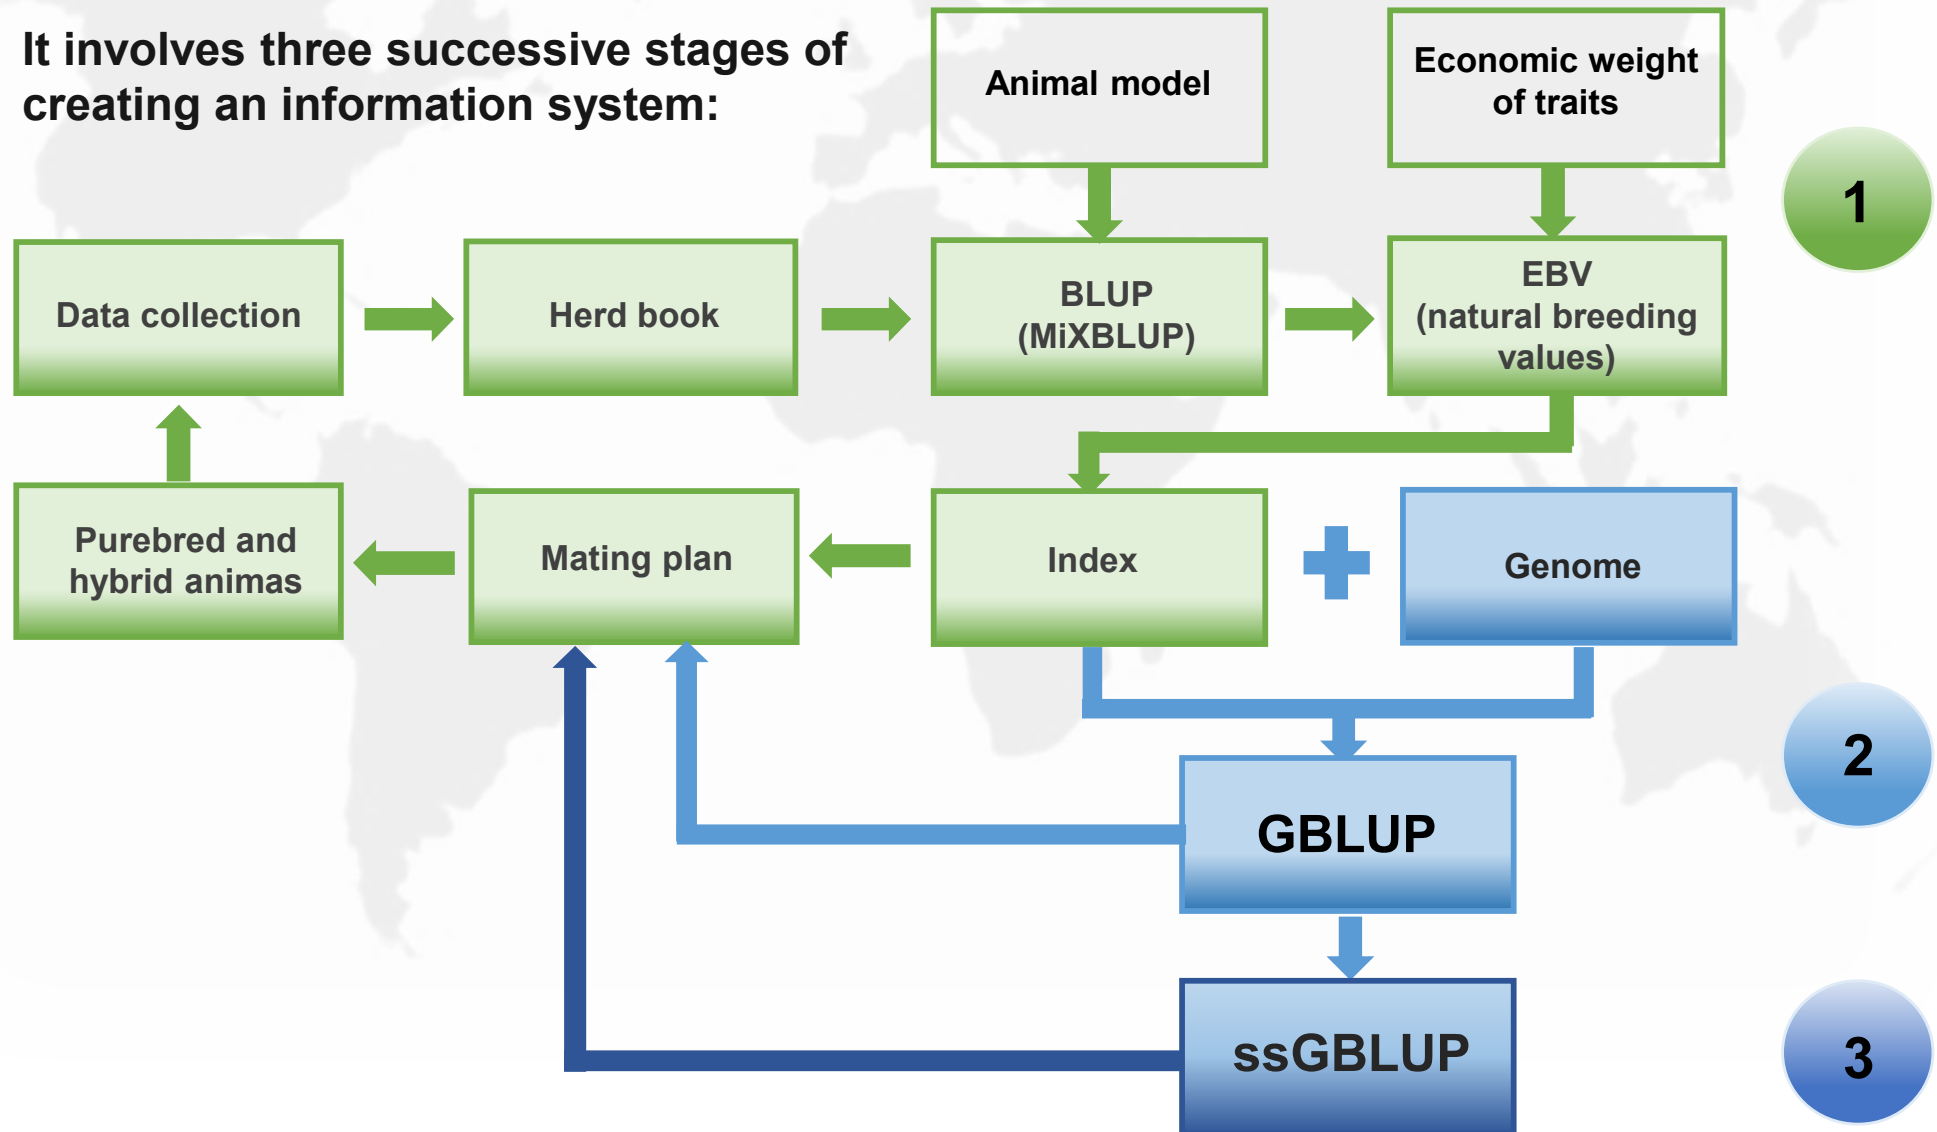 It involves three successive stages of
creating an information system:
Animal model
Economic weight
of traits
1
Data collection
Herd book
BLUP
(MiXBLUP)
EBV
(natural breeding
values)
Purebred and
hybrid animas
Mating plan
Index
Genome
2
GBLUP
ssGBLUP
3